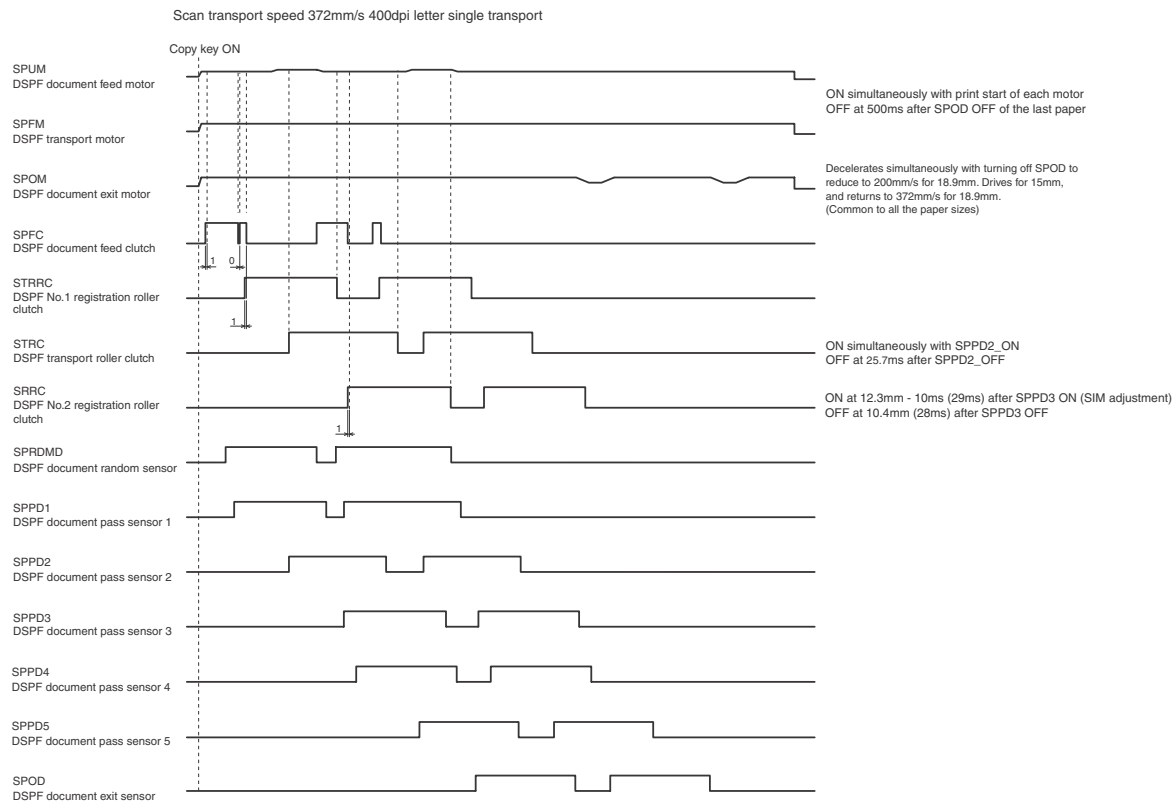 Scan transport speed 372mm/s 400dpi letter single transport
Copy key ON
SPUM
DSPF document feed motor
ON simultaneously with print start of each motor
OFF at 500ms after SPOD OFF of the last paper
SPFM
DSPF transport motor
SPOM
DSPF document exit motor
Decelerates simultaneously with turning off SPOD to
reduce to 200mm/s for 18.9mm. Drives for 15mm,
and returns to 372mm/s for 18.9mm.
(Common to all the paper sizes)
SPFC
DSPF document feed clutch
1 0
STRRC
DSPF No.1 registration roller
clutch
1
STRC
DSPF transport roller clutch
ON simultaneously with SPPD2_ON
OFF at 25.7ms after SPPD2_OFF
SRRC
DSPF No.2 registration roller
clutch
ON at 12.3mm - 10ms (29ms) after SPPD3 ON (SIM adjustment)
OFF at 10.4mm (28ms) after SPPD3 OFF
1
SPRDMD
DSPF document random sensor
SPPD1
DSPF document pass sensor 1
SPPD2
DSPF document pass sensor 2
SPPD3
DSPF document pass sensor 3
SPPD4
DSPF document pass sensor 4
SPPD5
DSPF document pass sensor 5
SPOD
DSPF document exit sensor